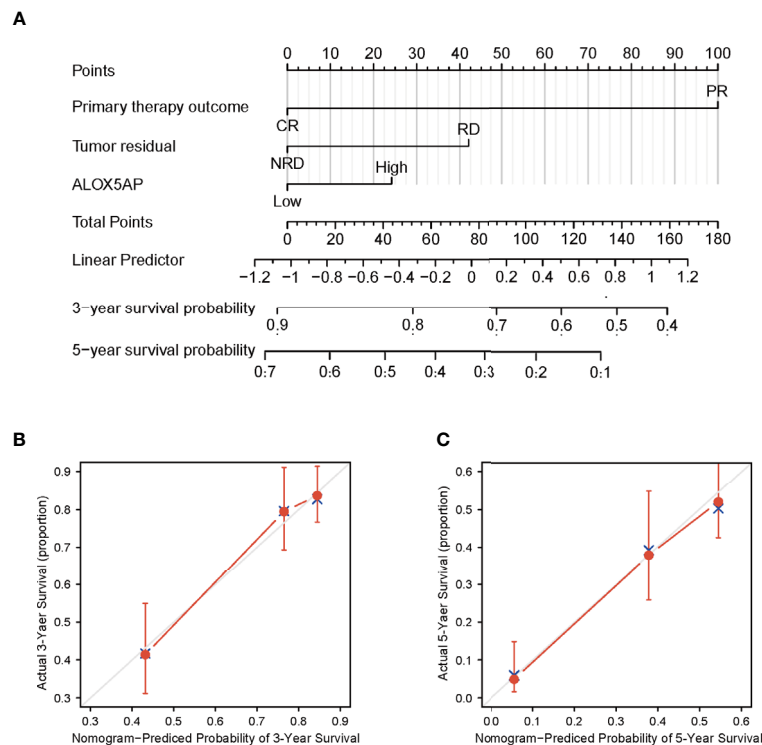 A
Points
0 10 20 30 40 50 60 70 80 90 100
Primary therapy outcome
PR
CR
Tumor residual
RD
NRD
ALOX5AP
High
Low
Total Points
0 20 40 60 80 100 120 140 160 180
Linear Predictor
−1.2 −1 −0.8 −0.6 −0.4 −0.2 0 0.2 0.4 0.6 0.8 1 1.2
3−year survival probability
0.9 0.8 0.7 0.6 0.5 0.4
5−year survival probability
0.7 0.6 0.5 0.4 0.3 0.2 0.1
B
Actual 3−Yaer Survival (proportion)
0.9
0.8
0.7
0.6
0.5
0.4
0.3
0.3 0.4 0.5 0.6 0.7 0.8 0.9
Nomogram−Prediced Probability of 3−Year Survival
C
Actual 5−Yaer Survival (proportion)
0.6
0.5
0.4
0.3
0.2
0.1
0.0
0.0 0.1 0.2 0.3 0.4 0.5 0.6
Nomogram−Prediced Probability of 5−Year Survival